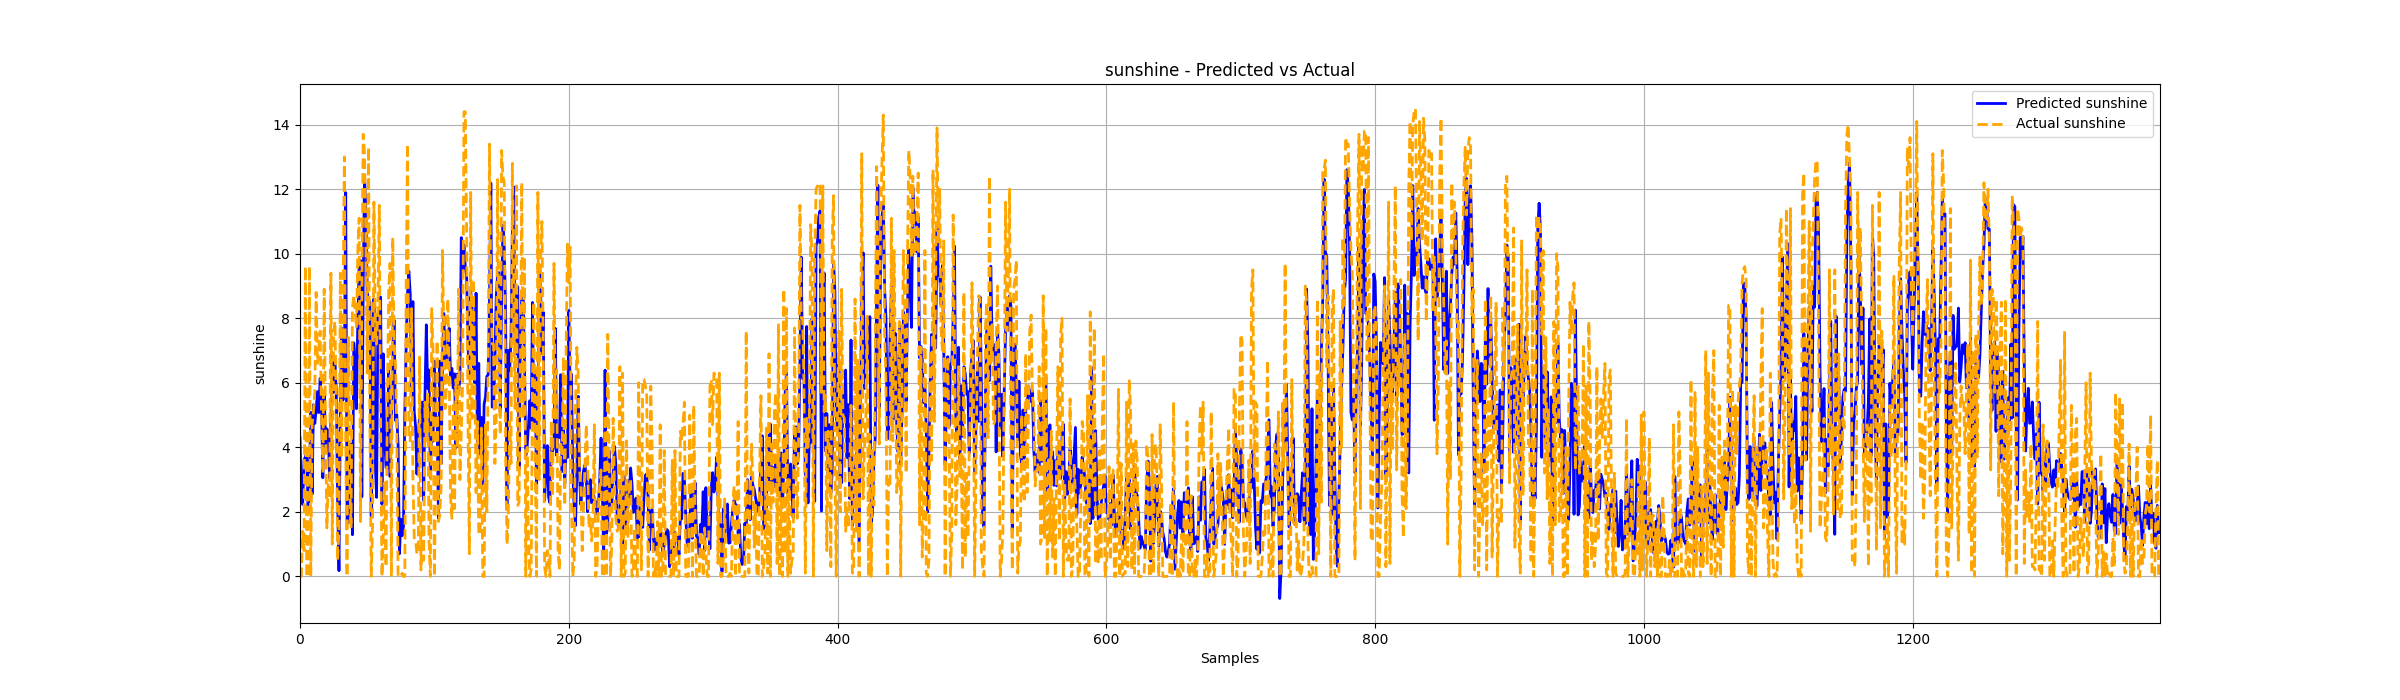 sunshine - Predicted vs Actual
Predicted sunshine
Actual sunshine
sunshine
14
12
10
8
6
4
2
0
0 200 400 600 800 1000 1200
Samples